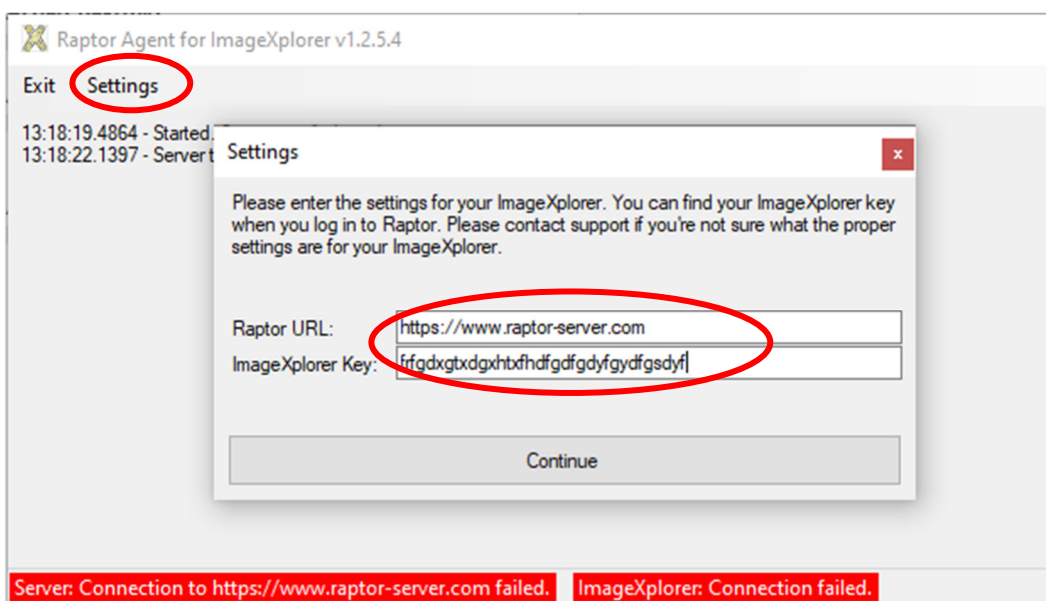 Raptor Agent for ImageXplorer v1.2.5.4
Exit Settings
13:18:19.4864 - Started.
13:18:22.1397 - Server t
Settings
x
Please enter the settings for your ImageXplorer. You can find your ImageXplorer key
when you log in to Raptor. Please contact support if you're not sure what the proper
settings are for your ImageXplorer.
Raptor URL: https://www.raptor-server.com
ImageXplorer Key: frfgdxgtxdgxhtxfhdfgdfgdyfgydfgsdyf
Continue
Server: Connection to https://www.raptor-server.com failed. ImageXplorer: Connection failed.